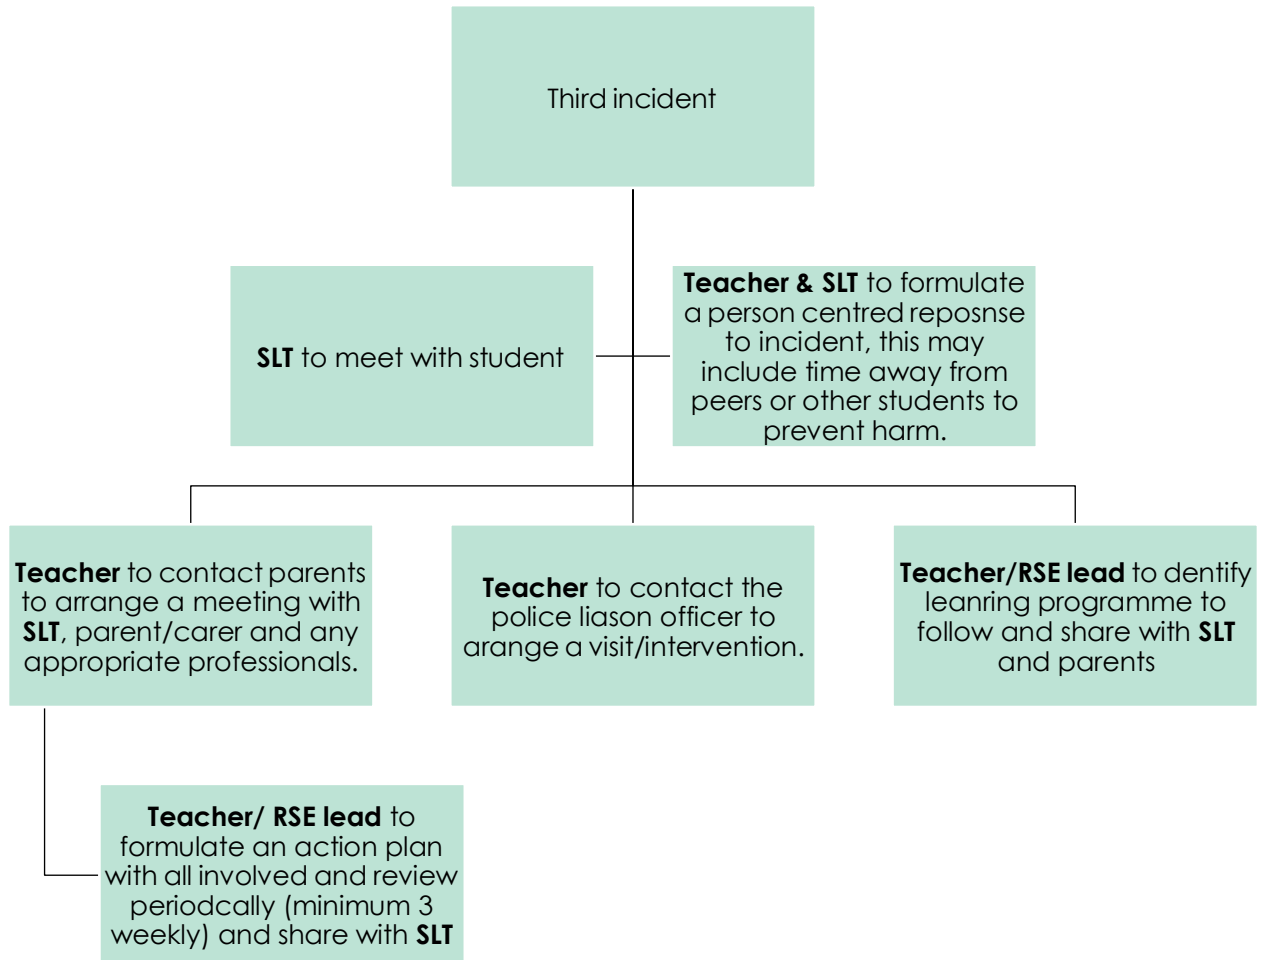 Third incident
SLT to meet with student
Teacher & SLT to formulate
a person centred reposnse
to incident, this may
include time away from
peers or other students to
prevent harm.
Teacher to contact parents
to arrange a meeting with
SLT, parent/carer and any
appropriate professionals.
Teacher to contact the
police liason officer to
arange a visit/intervention.
Teacher/RSE lead to dentify
leanring programme to
follow and share with SLT
and parents
Teacher/ RSE lead to
formulate an action plan
with all involved and review
periodcally (minimum 3
weekly) and share with SLT